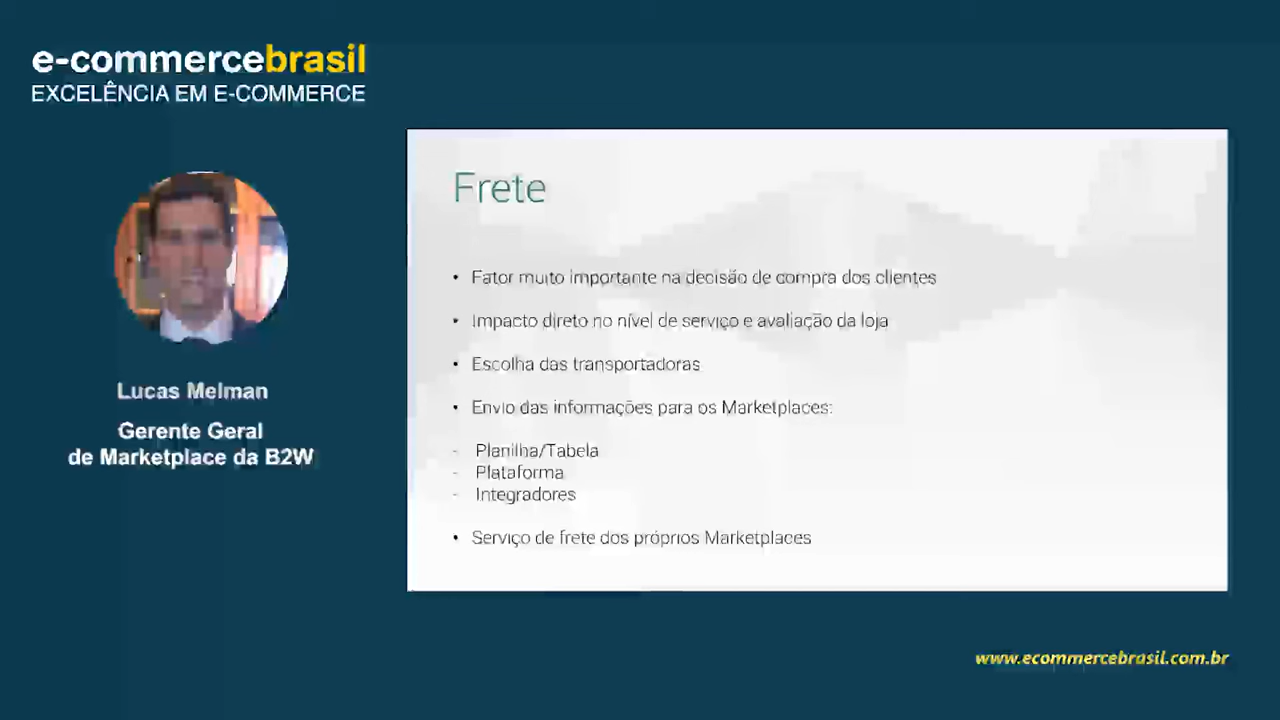 e-commercebrasil
EXCELÊNCIA EM E-COMMERCE
Lucas Melman
Gerente Geral
de Marketplace da B2W
Frete
• Fator muito importante na decisão de compra dos clientes
• Impacto direto no nível de serviço e avaliação da loja
• Escolha das transportadoras
• Envio das informações para os Marketplaces:
- Planilha/Tabela
- Plataforma
- Integradores
• Serviço de frete dos próprios Marketplaces
www.ecommercebrasil.com.br